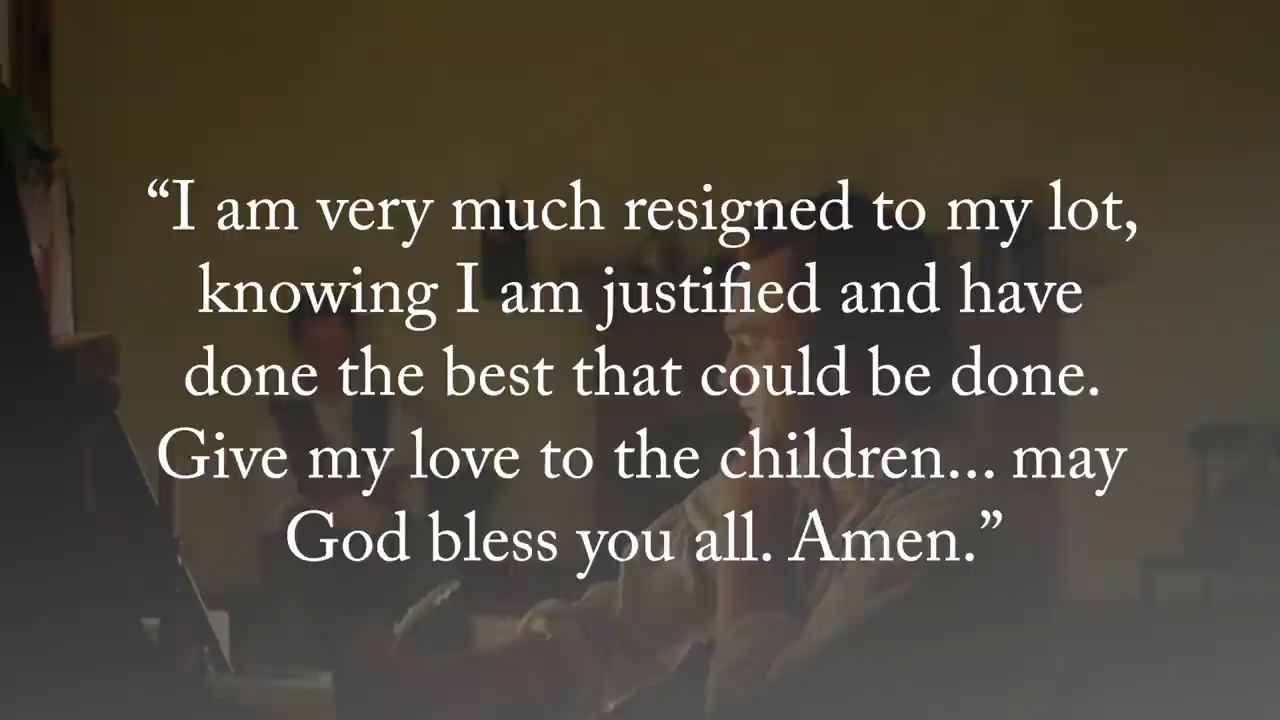 “I am very much resigned to my lot,
knowing I am justified and have
done the best that could be done.
Give my love to the children... may
God bless you all. Amen.”